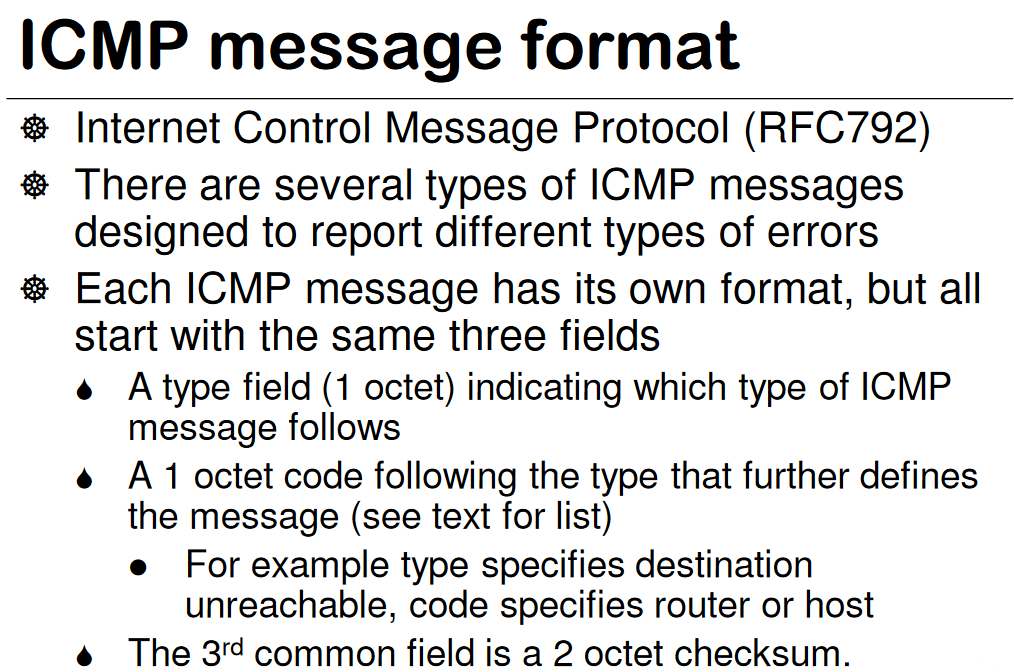 ICMP message format
Internet Control Message Protocol (RFC792)
There are several types of ICMP messages
designed to report different types of errors
Each ICMP message has its own format, but all
start with the same three fields
A type field (1 octet) indicating which type of ICMP
message follows
A 1 octet code following the type that further defines
the message (see text for list)
For example type specifies destination
unreachable, code specifies router or host
The 3rd common field is a 2 octet checksum.